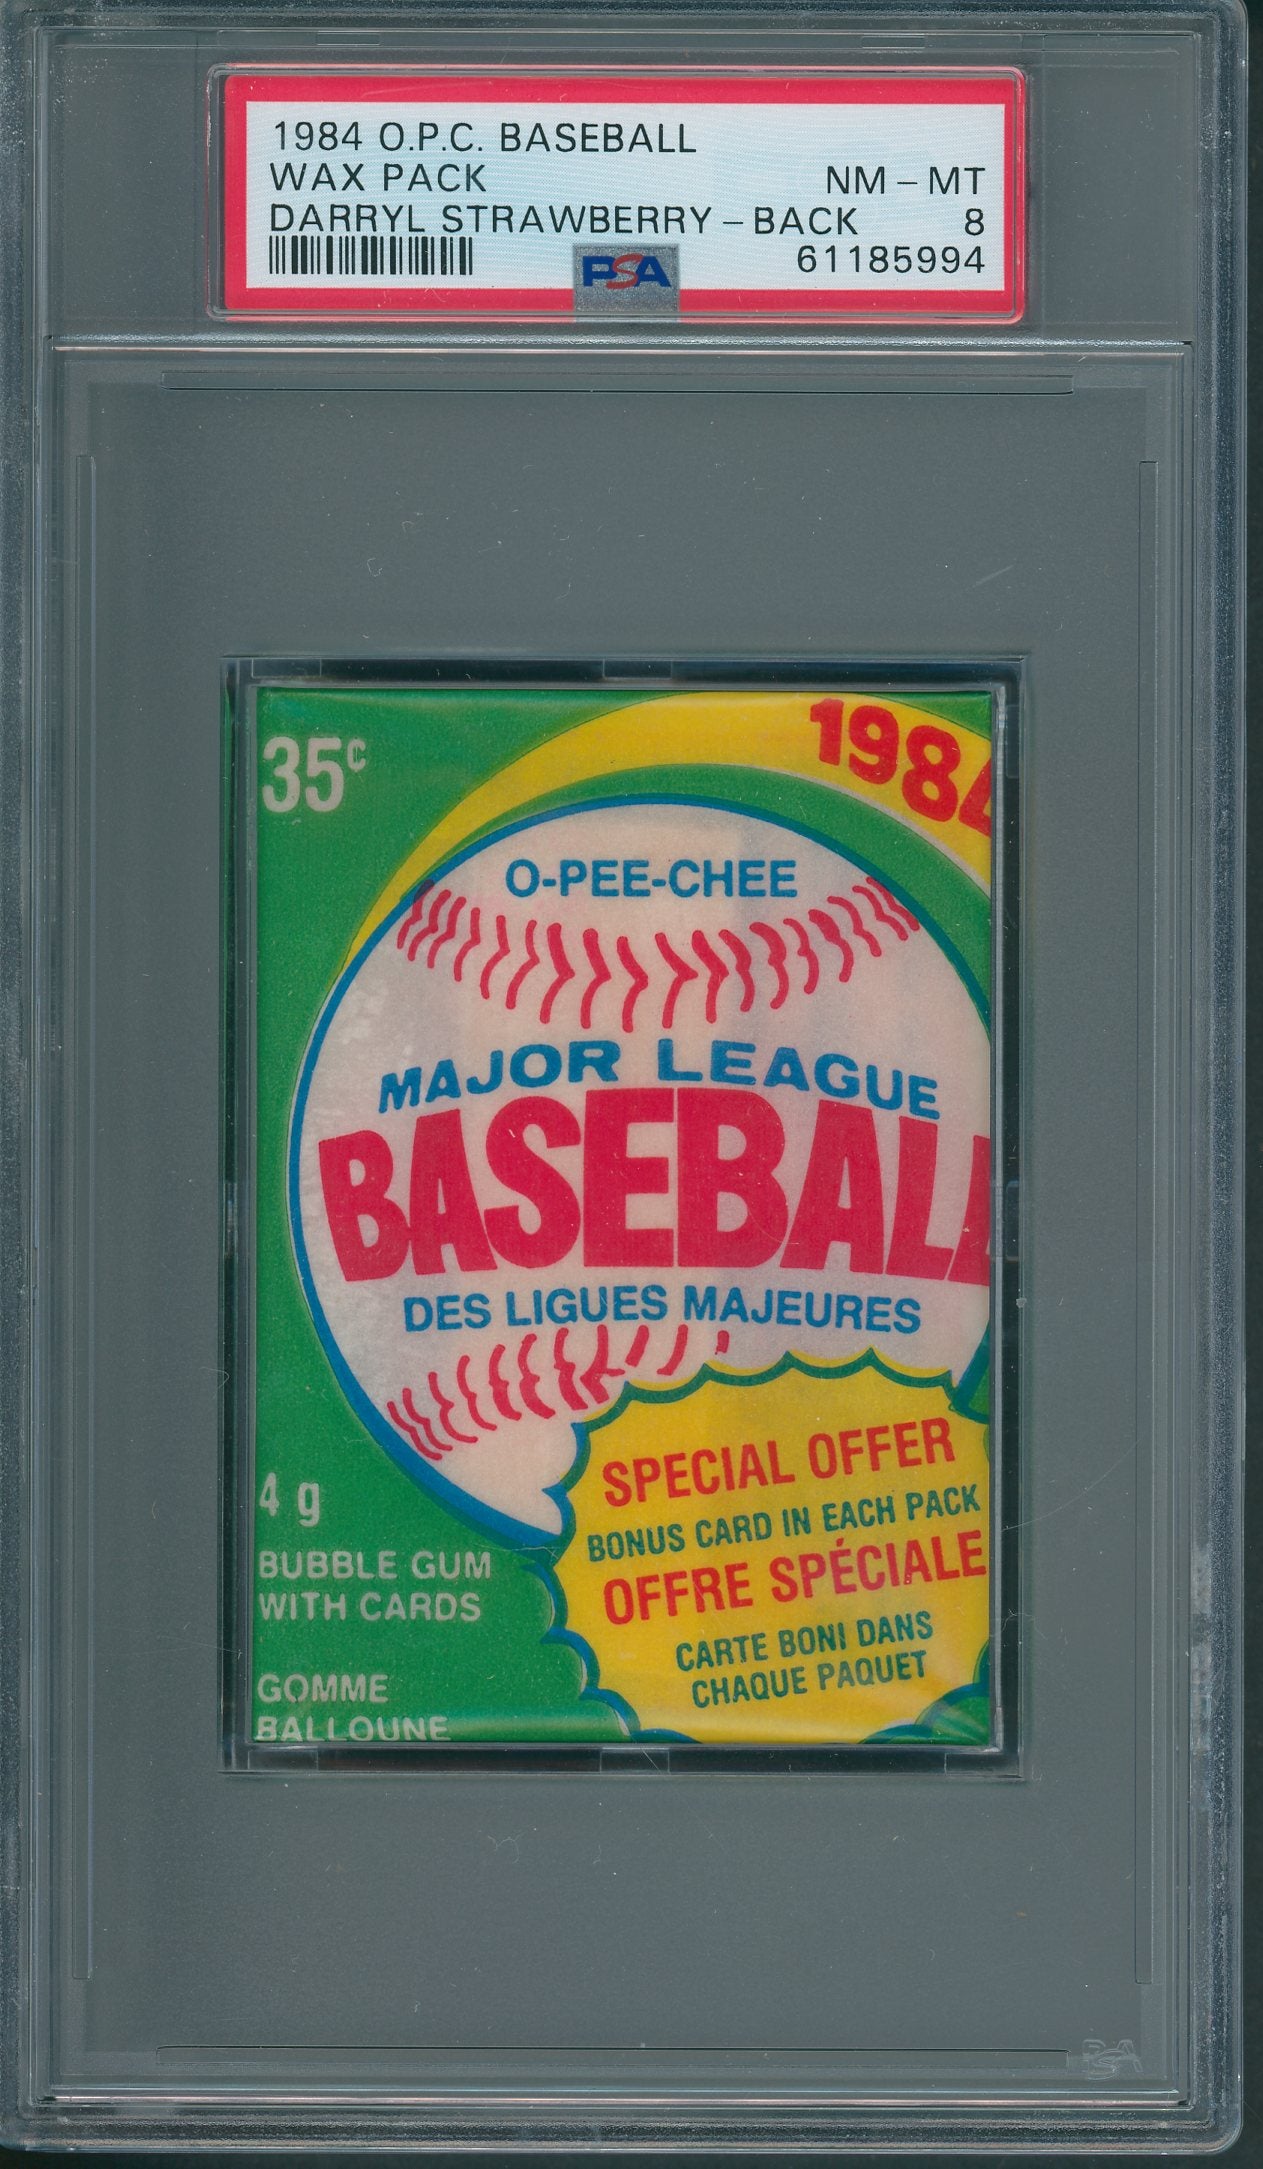 1984 O.P.C. BASEBALL
WAX PACK NM - MT
DARRYL STRAWBERRY - BACK 8
PSA 61185994
35¢
1984
O-PEE-CHEE
MAJOR LEAGUE
BASEBALL
DES LIGUES MAJEURES
SPECIAL OFFER
BONUS CARD IN EACH PACK
OFFRE SPÉCIALE
CARTE BONI DANS
CHAQUE PAQUET
4 g
BUBBLE GUM
WITH CARDS
GOMME
BALLOUNE
PSA